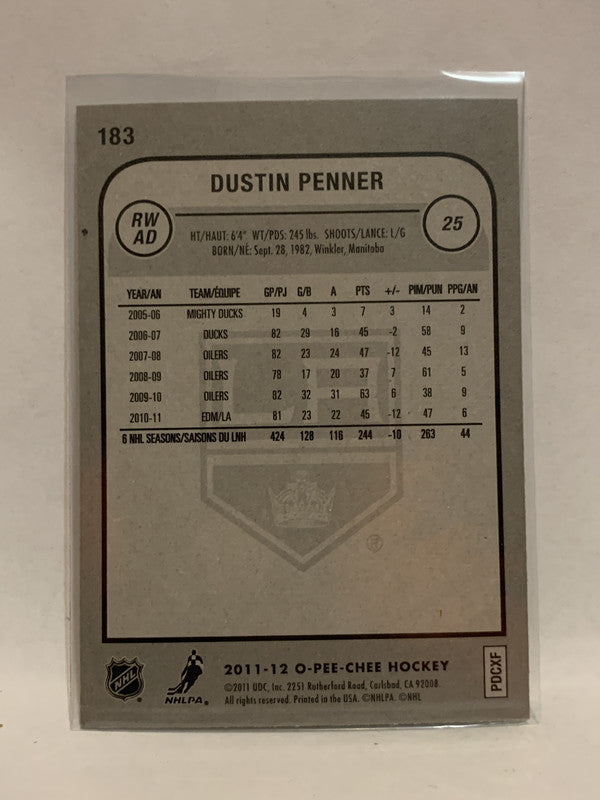 183
DUSTIN PENNER
RW
AD
HT/HAUT: 6'4" WT/PDS: 245 lbs. SHOOTS/LANCE: L/G
BORN/NÉ: Sept. 28, 1982, Winkler, Manitoba
25
YEAR/AN TEAM/ÉQUIPE GP/PJ G/B A PTS +/- PIM/PUN PPG/AN
2005-06 MIGHTY DUCKS 19 4 3 7 3 14 2
2006-07 DUCKS 82 29 16 45 -2 58 9
2007-08 OILERS 82 23 24 47 -12 45 13
2008-09 OILERS 78 17 20 37 7 61 5
2009-10 OILERS 82 32 31 63 6 38 9
2010-11 EDM/LA 81 23 22 45 -12 47 6
6 NHL SEASONS/SAISONS DU LNH 424 128 116 244 -10 263 44
®
NHL
NHLPA®
2011-12 O-PEE-CHEE HOCKEY
©2011 UDC, Inc. 2251 Rutherford Road, Carlsbad, CA 92008.
All rights reserved. Printed in the USA. ©NHLPA. ©NHL
PDCXF